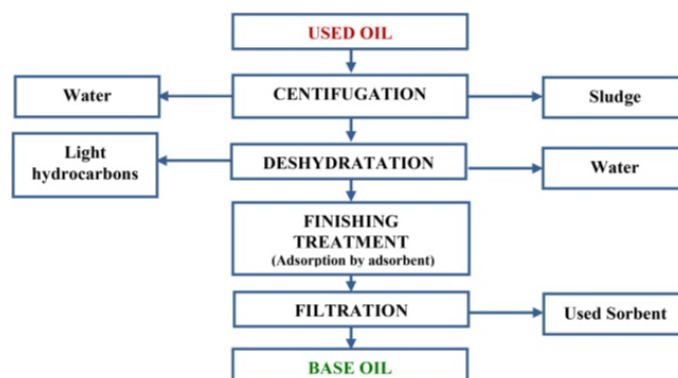 USED OIL
Water
CENTIFUGATION
Sludge
Light
hydrocarbons
DESHYDRATATION
Water
FINISHING
TREATMENT
(Adsorption by adsorbent)
FILTRATION
Used Sorbent
BASE OIL